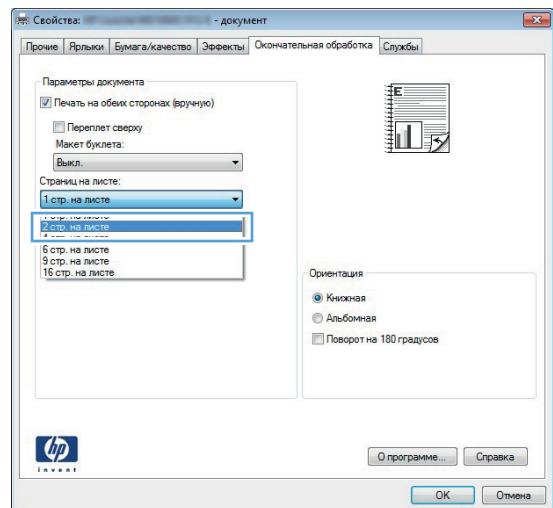 Свойства: - документ
Прочие Ярлыки Бумага/качество Эффекты Окончательная обработка Службы
Параметры документа
Печать на обеих сторонах (вручную)
Переплет сверху
Макет буклета:
Выкл.
Страниц на листе:
1 стр. на листе
2 стр. на листе
6 стр. на листе
9 стр. на листе
16 стр. на листе
E
Ориентация
Книжная
Альбомная
Поворот на 180 градусов
hp
invent
О программе... Справка
OK Отмена